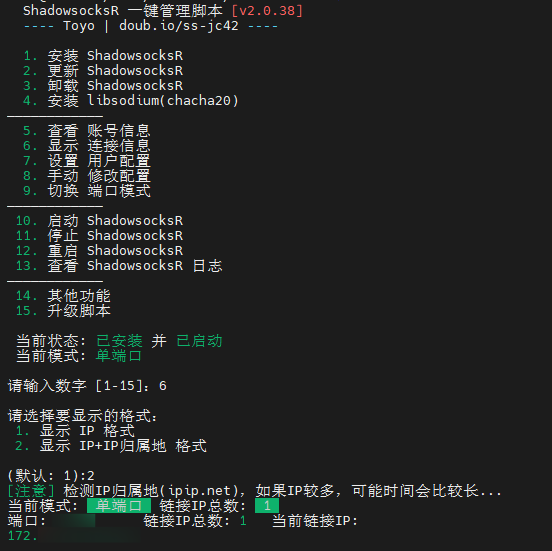 ShadowsocksR 一键管理脚本 [v2.0.38]
---- Toyo | doub.io/ss-jc42 ----
1. 安装 ShadowsocksR
2. 更新 ShadowsocksR
3. 卸载 ShadowsocksR
4. 安装 libsodium(chacha20)
————————————
5. 查看 账号信息
6. 显示 连接信息
7. 设置 用户配置
8. 手动 修改配置
9. 切换 端口模式
————————————
10. 启动 ShadowsocksR
11. 停止 ShadowsocksR
12. 重启 ShadowsocksR
13. 查看 ShadowsocksR 日志
————————————
14. 其他功能
15. 升级脚本
当前状态: 已安装 并 已启动
当前模式: 单端口
请输入数字 [1-15]：6
请选择要显示的格式：
1. 显示 IP 格式
2. 显示 IP+IP归属地 格式
(默认: 1):2
[注意] 检测IP归属地(ipip.net)，如果IP较多，可能时间会比较长...
当前模式: 单端口 链接IP总数: 1
端口: 链接IP总数: 1 当前链接IP:
172.